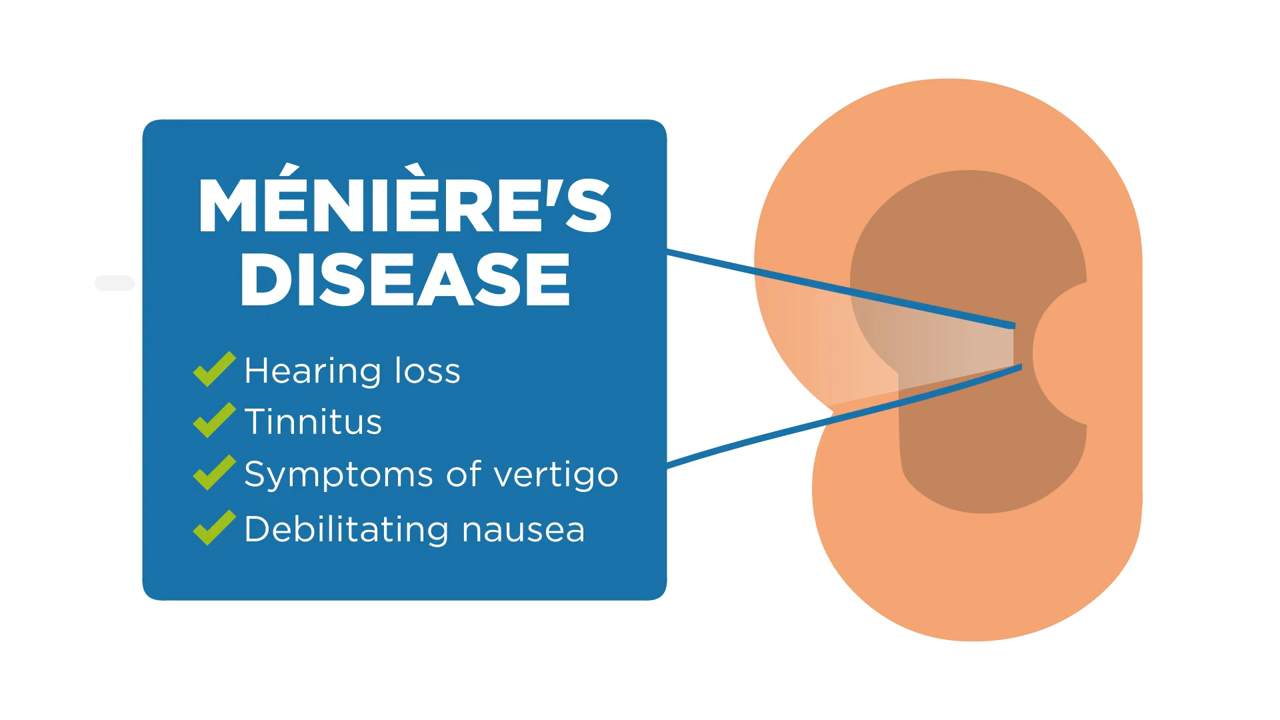 MÉNIÈRE'S
DISEASE
Hearing loss
Tinnitus
Symptoms of vertigo
Debilitating nausea